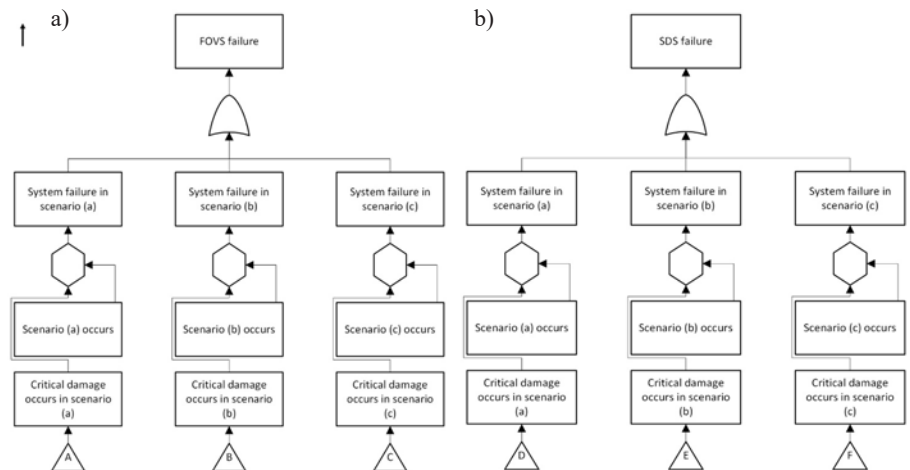 a)
FOVS failure
System failure in
scenario (a)
System failure in
scenario (b)
System failure in
scenario (c)
Scenario (a) occurs
Scenario (b) occurs
Scenario (c) occurs
Critical damage
occurs in scenario
(a)
Critical damage
occurs in scenario
(b)
Critical damage
occurs in scenario
(c)
A
B
C
b)
SDS failure
System failure in
scenario (a)
System failure in
scenario (b)
System failure in
scenario (c)
Scenario (a) occurs
Scenario (b) occurs
Scenario (c) occurs
Critical damage
occurs in scenario
(a)
Critical damage
occurs in scenario
(b)
Critical damage
occurs in scenario
(c)
D
E
F